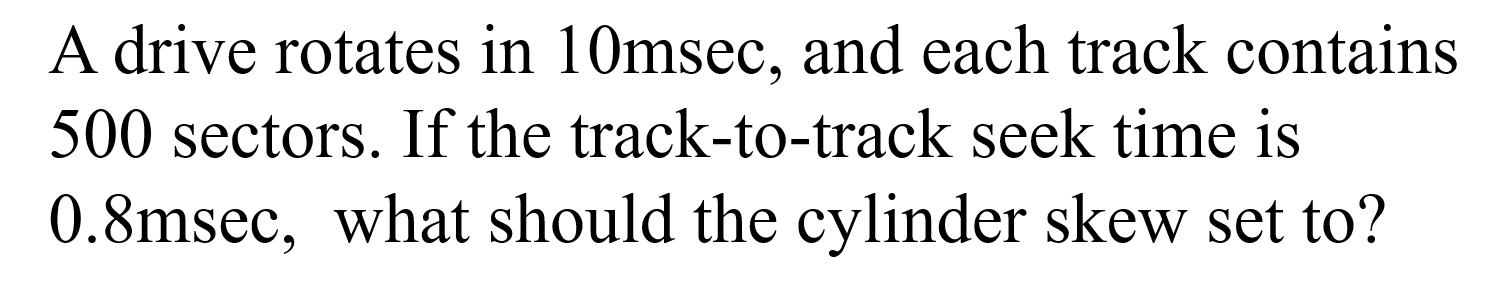 A drive rotates in 10msec, and each track contains
500 sectors. If the track-to-track seek time is
0.8msec,  what should the cylinder skew set to?